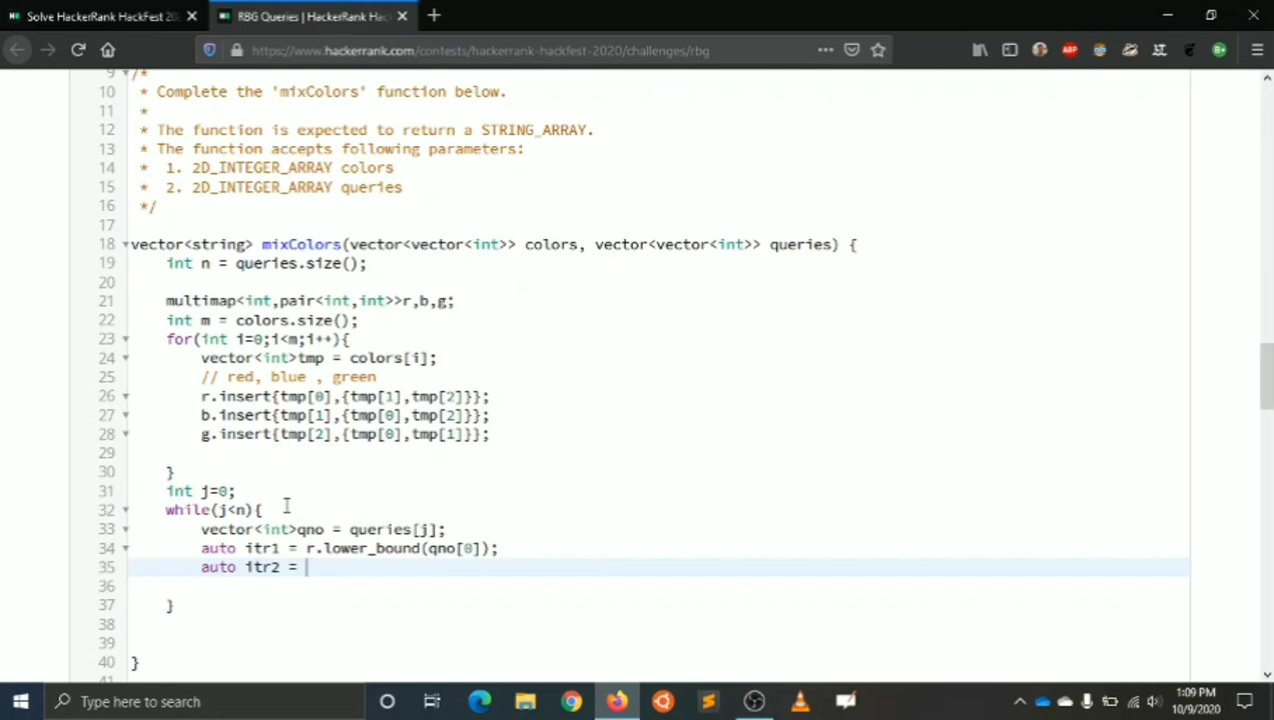 Solve HackerRank HackFest 20
RBG Queries | HackerRank Hac
https://www.hackerrank.com/contests/hackerrank-hackfest-2020/challenges/rbg
9 /*
10 * Complete the 'mixColors' function below.
11 *
12 * The function is expected to return a STRING_ARRAY.
13 * The function accepts following parameters:
14 * 1. 2D_INTEGER_ARRAY colors
15 * 2. 2D_INTEGER_ARRAY queries
16 */
17
18 vector<string> mixColors(vector<vector<int>> colors, vector<vector<int>> queries) {
19 int n = queries.size();
20
21 multimap<int,pair<int,int>>r,b,g;
22 int m = colors.size();
23 for(int i=0;i<m;i++){
24 vector<int>tmp = colors[i];
25 // red, blue , green
26 r.insert{tmp[0],{tmp[1],tmp[2]}};
27 b.insert{tmp[1],{tmp[0],tmp[2]}};
28 g.insert{tmp[2],{tmp[0],tmp[1]}};
29
30 }
31 int j=0;
32 while(j<n){
33 vector<int>qno = queries[j];
34 auto itr1 = r.lower_bound(qno[0]);
35 auto itr2 =
36
37 }
38
39
40 }
Type here to search
1:09 PM
10/9/2020